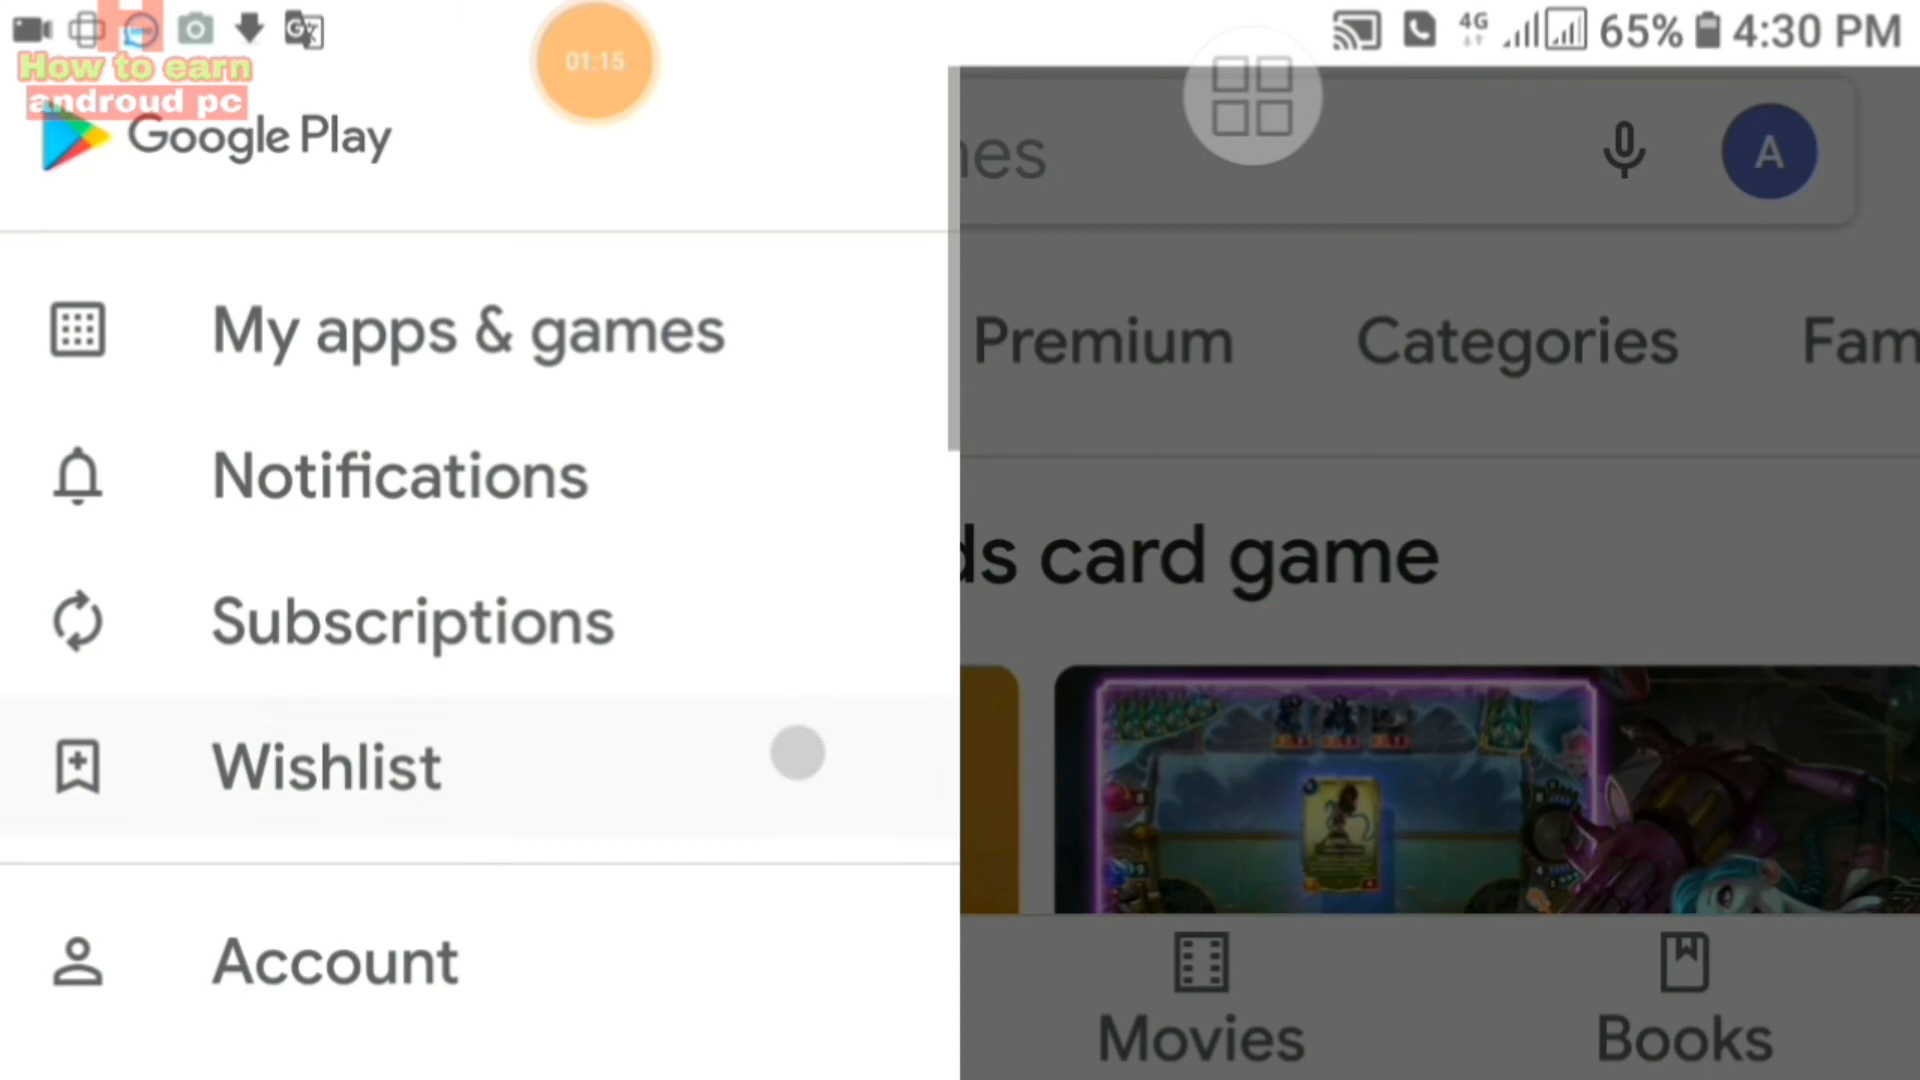 How to earn
androud pc
01:15
4G
65%
4:30 PM
Google Play
A
My apps & games
Premium
Categories
Fam
Notifications
ds card game
Subscriptions
Wishlist
Account
Movies
Books